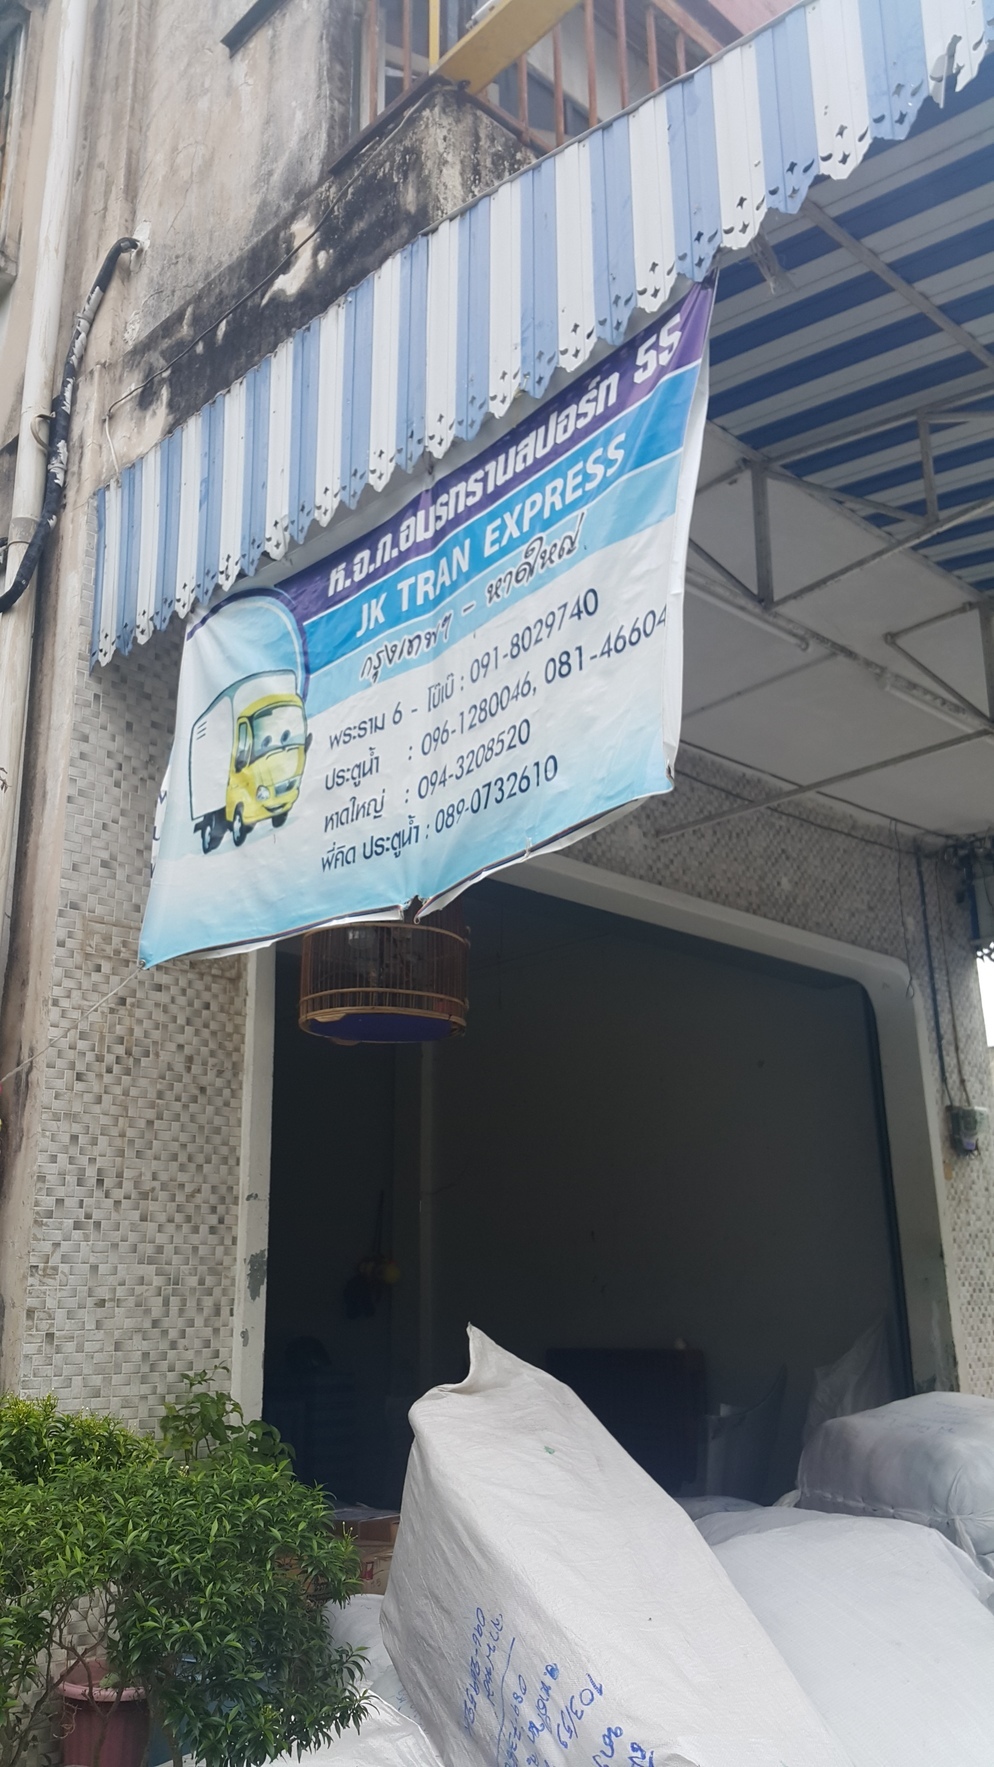 ห.จ.ก.อมรทรานสปอร์ท 55
JK TRAN EXPRESS
กรุงเทพฯ - หาดใหญ่
พระราม 6 - โบ๊เบ๊ : 091-8029740
ประตูน้ำ : 096-1280046, 081-46604
หาดใหญ่ : 094-3208520
พี่คิด ประตูน้ำ : 089-0732610
103/59